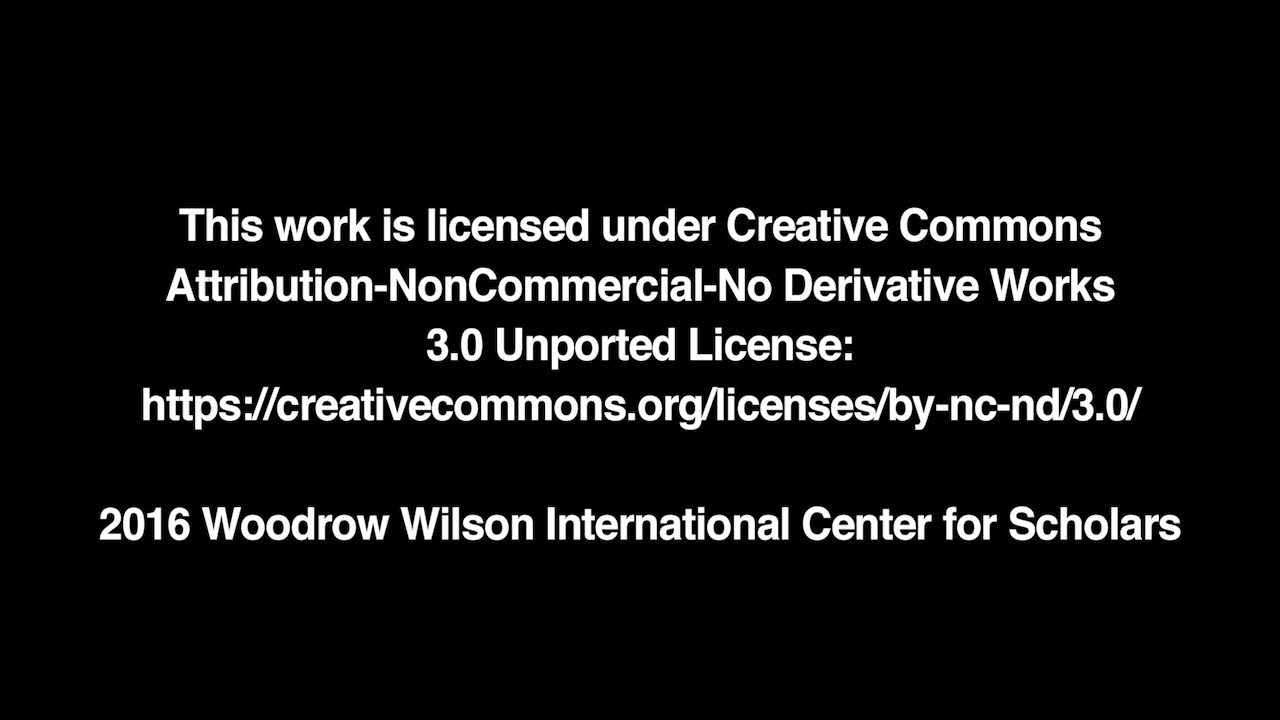 This work is licensed under Creative Commons
Attribution-NonCommercial-No Derivative Works
3.0 Unported License:
https://creativecommons.org/licenses/by-nc-nd/3.0/
2016 Woodrow Wilson International Center for Scholars